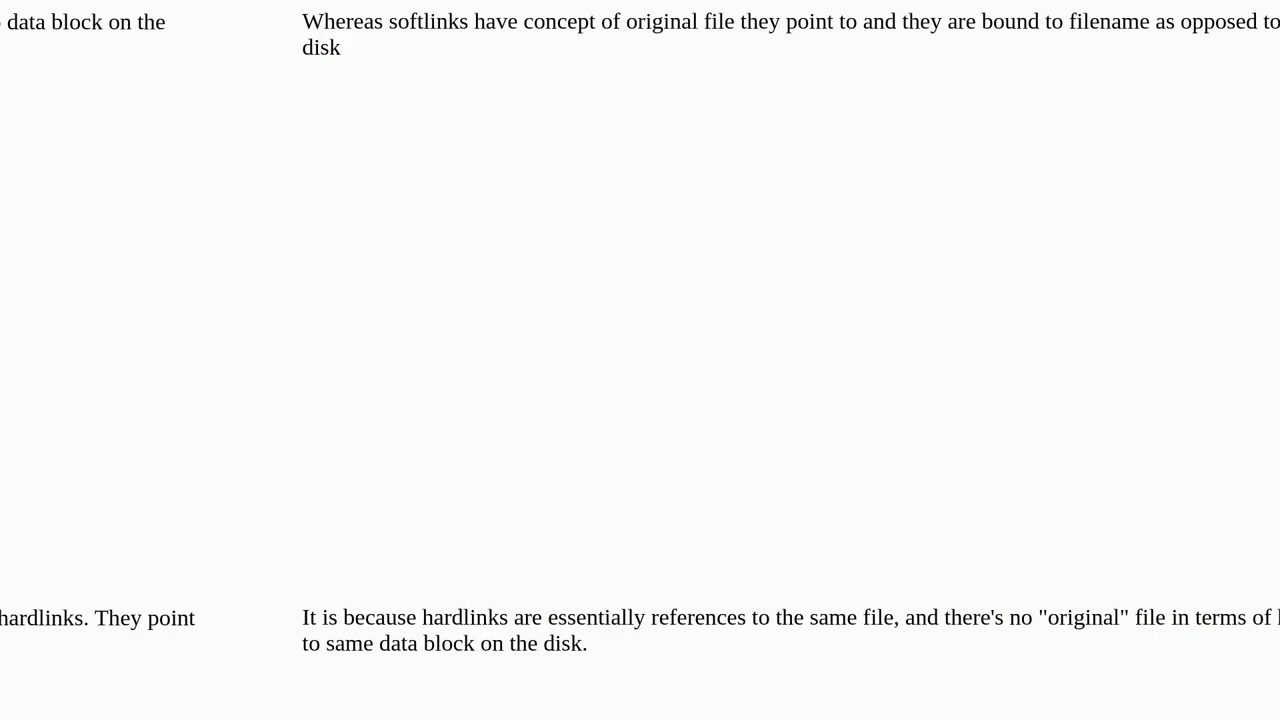 data block on the
Whereas softlinks have concept of original file they point to and they are bound to filename as opposed to
disk
hardlinks. They point
It is because hardlinks are essentially references to the same file, and there's no "original" file in terms of
to same data block on the disk.